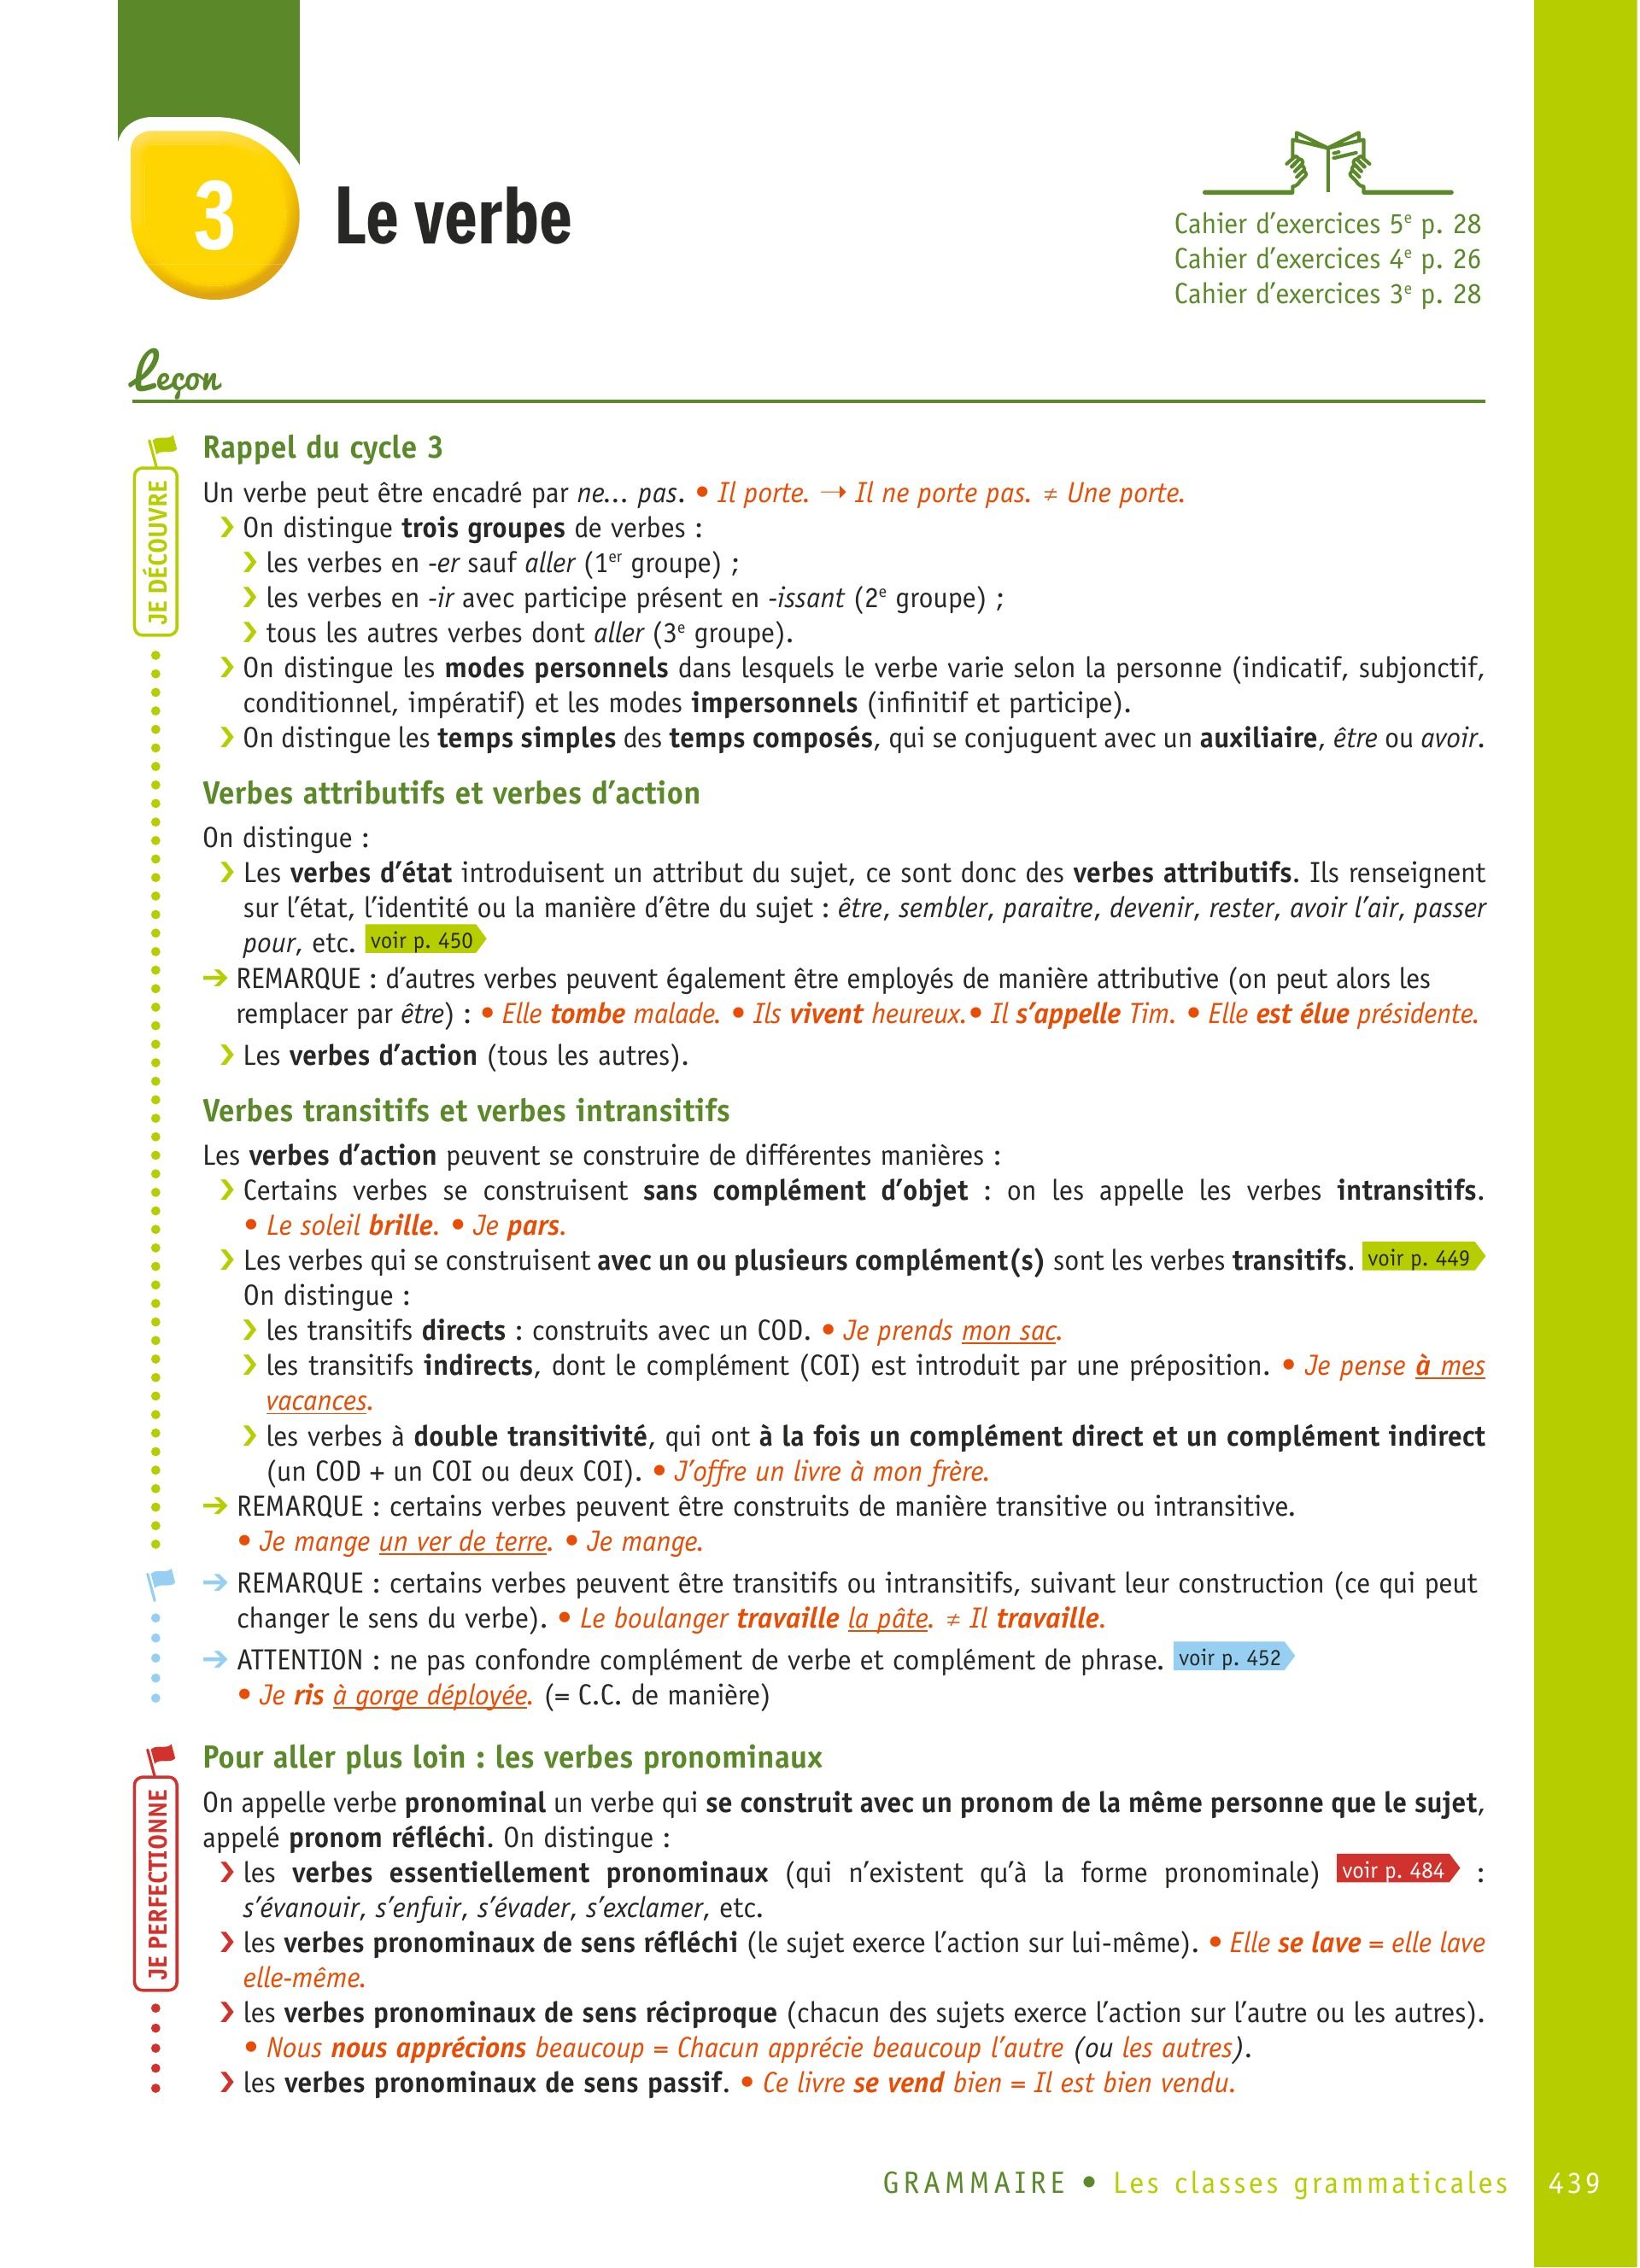 3
Le verbe
Cahier d’exercices 5e p. 28
Cahier d’exercices 4e p. 26
Cahier d’exercices 3e p. 28
Leçon
JE DÉCOUVRE
Rappel du cycle 3
Un verbe peut être encadré par ne... pas. • Il porte. → Il ne porte pas. ≠ Une porte.
❯ On distingue trois groupes de verbes :
❯ les verbes en -er sauf aller (1er groupe) ;
❯ les verbes en -ir avec participe présent en -issant (2e groupe) ;
❯ tous les autres verbes dont aller (3e groupe).
❯ On distingue les modes personnels dans lesquels le verbe varie selon la personne (indicatif, subjonctif,
conditionnel, impératif) et les modes impersonnels (infinitif et participe).
❯ On distingue les temps simples des temps composés, qui se conjuguent avec un auxiliaire, être ou avoir.
Verbes attributifs et verbes d’action
On distingue :
❯ Les verbes d’état introduisent un attribut du sujet, ce sont donc des verbes attributifs. Ils renseignent
sur l’état, l’identité ou la manière d’être du sujet : être, sembler, paraitre, devenir, rester, avoir l’air, passer
pour, etc. voir p. 450
➔ REMARQUE : d’autres verbes peuvent également être employés de manière attributive (on peut alors les
remplacer par être) : • Elle tombe malade. • Ils vivent heureux.• Il s’appelle Tim. • Elle est élue présidente.
❯ Les verbes d’action (tous les autres).
Verbes transitifs et verbes intransitifs
Les verbes d’action peuvent se construire de différentes manières :
❯ Certains verbes se construisent sans complément d’objet : on les appelle les verbes intransitifs.
• Le soleil brille. • Je pars.
❯ Les verbes qui se construisent avec un ou plusieurs complément(s) sont les verbes transitifs. voir p. 449
On distingue :
❯ les transitifs directs : construits avec un COD. • Je prends mon sac.
❯ les transitifs indirects, dont le complément (COI) est introduit par une préposition. • Je pense à mes
vacances.
❯ les verbes à double transitivité, qui ont à la fois un complément direct et un complément indirect
(un COD + un COI ou deux COI). • J’offre un livre à mon frère.
➔ REMARQUE : certains verbes peuvent être construits de manière transitive ou intransitive.
• Je mange un ver de terre. • Je mange.
➔ REMARQUE : certains verbes peuvent être transitifs ou intransitifs, suivant leur construction (ce qui peut
changer le sens du verbe). • Le boulanger travaille la pâte. ≠ Il travaille.
➔ ATTENTION : ne pas confondre complément de verbe et complément de phrase. voir p. 452
• Je ris à gorge déployée. (= C.C. de manière)
JE PERFECTIONNE
Pour aller plus loin : les verbes pronominaux
On appelle verbe pronominal un verbe qui se construit avec un pronom de la même personne que le sujet,
appelé pronom réfléchi. On distingue :
❯ les verbes essentiellement pronominaux (qui n’existent qu’à la forme pronominale) voir p. 484 :
s’évanouir, s’enfuir, s’évader, s’exclamer, etc.
❯ les verbes pronominaux de sens réfléchi (le sujet exerce l’action sur lui-même). • Elle se lave = elle lave
elle-même.
❯ les verbes pronominaux de sens réciproque (chacun des sujets exerce l’action sur l’autre ou les autres).
• Nous nous apprécions beaucoup = Chacun apprécie beaucoup l’autre (ou les autres).
❯ les verbes pronominaux de sens passif. • Ce livre se vend bien = Il est bien vendu.
GRAMMAIRE • Les classes grammaticales 439